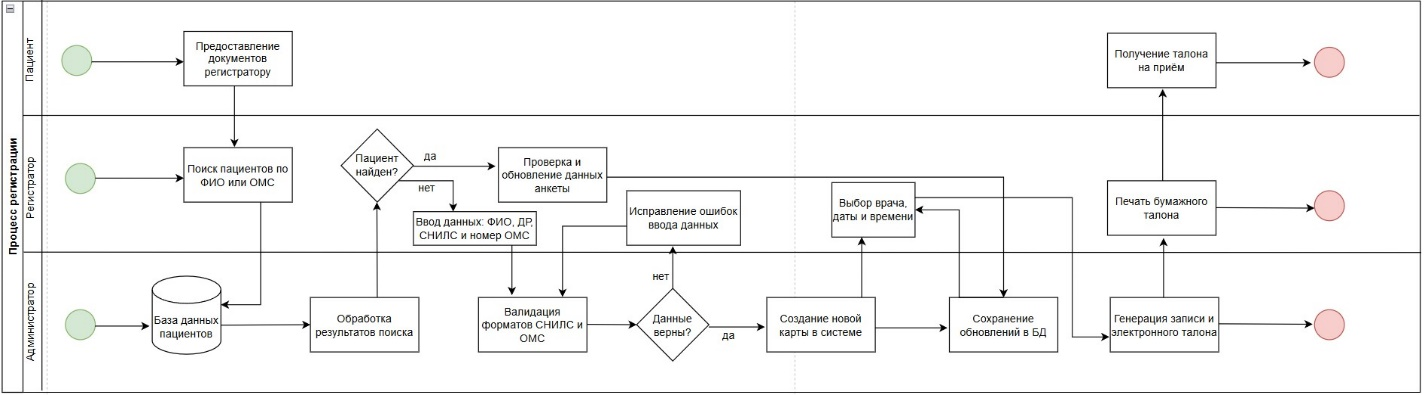 Процесс регистрации
Пациент
Предоставление
документов
регистратору
Получение талона
на приём
Регистратор
Поиск пациентов по
ФИО или ОМС
Пациент
найден?
да
нет
Проверка и
обновление данных
анкеты
Ввод данных: ФИО, ДР,
СНИЛС и номер ОМС
Исправление ошибок
ввода данных
Выбор врача,
даты и времени
Печать бумажного
талона
Администратор
База данных
пациентов
Обработка
результатов поиска
Валидация
форматов СНИЛС и
ОМС
нет
Данные
верны?
да
Создание новой
карты в системе
Сохранение
обновлений в БД
Генерация записи и
электронного талона